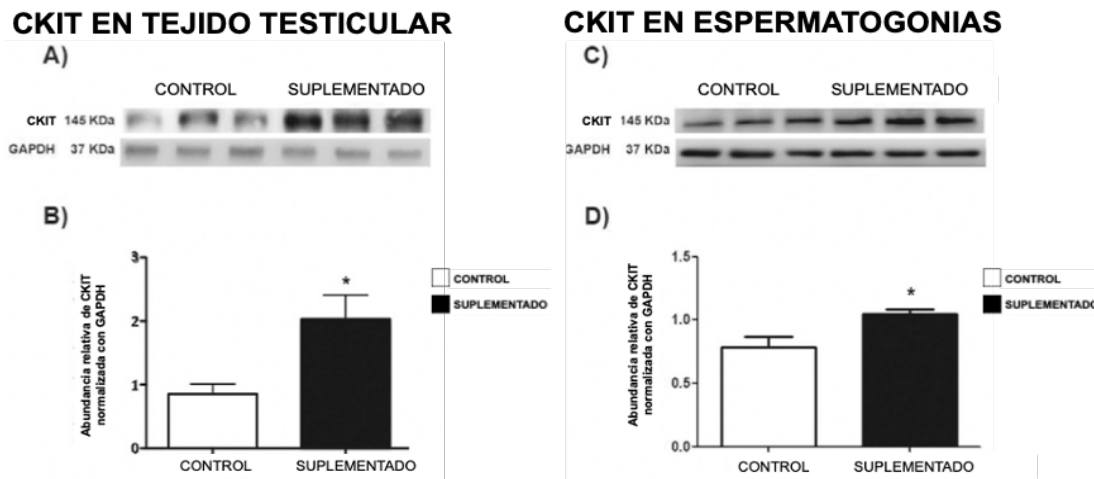 CKIT EN TEJIDO TESTICULAR
A)
CONTROL SUPLEMENTADO
CKIT 145 KDa
GAPDH 37 KDa
B)
Abundancia relativa de CKIT
normalizada con GAPDH
3
2
1
0
*
CONTROL SUPLEMENTADO
CONTROL
SUPLEMENTADO
CKIT EN ESPERMATOGONIAS
C)
CONTROL SUPLEMENTADO
CKIT 145 KDa
GAPDH 37 KDa
D)
Abundancia relativa de CKIT
normalizada con GAPDH
1.5
1.0
0.5
0.0
*
CONTROL SUPLEMENTADO
CONTROL
SUPLEMENTADO